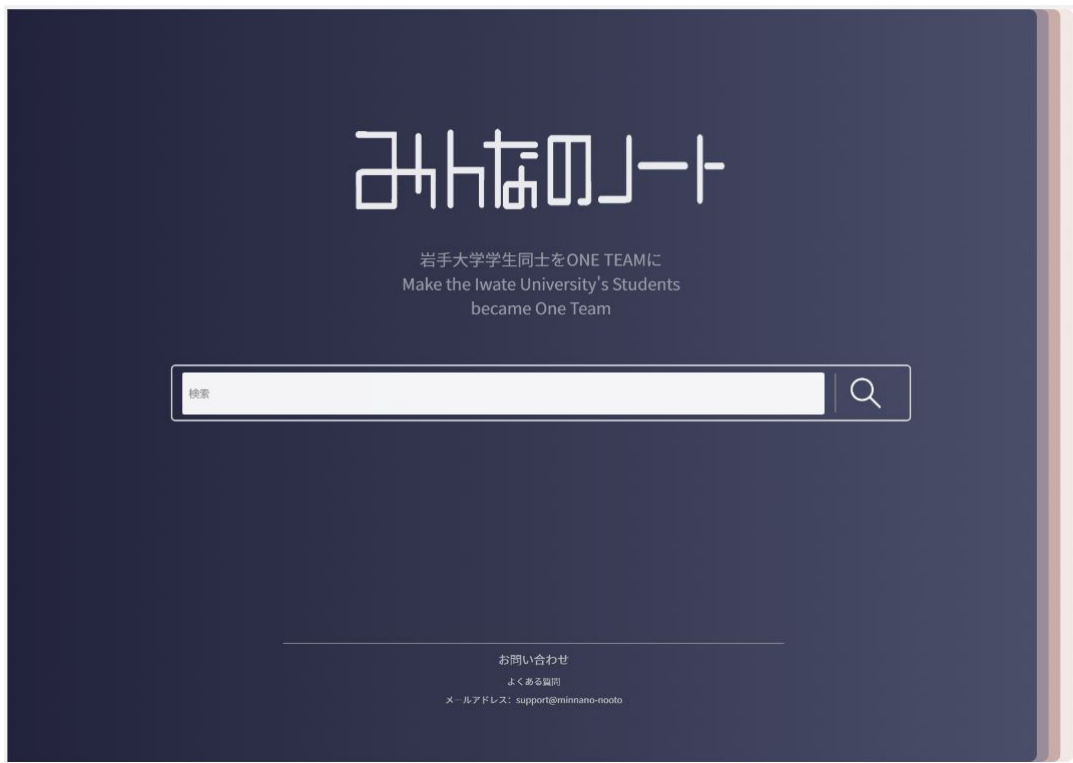 みんなのノート
岩手大学学生同士をONE TEAMに
Make the Iwate University's Students
became One Team
検索
お問い合わせ
よくある質問
メールアドレス: support@minnano-nooto